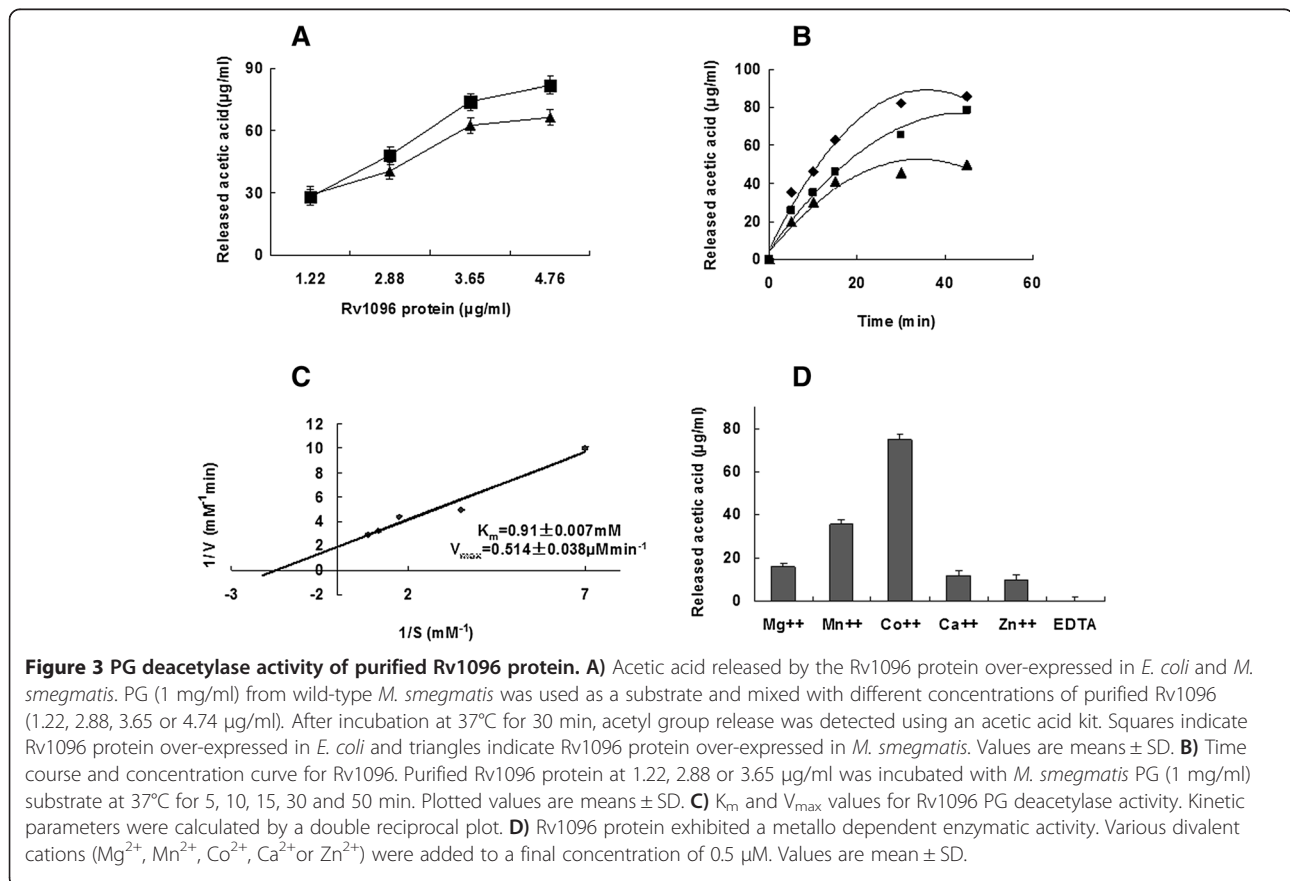 A
Released acetic acid(µg/ml)
90
60
30
0
1.22 2.88 3.65 4.76
Rv1096 protein (µg/ml)
B
Released acetic acid (µg/ml)
100
80
60
40
20
0
0 20 40 60
Time (min)
C
1/V (mM⁻¹min)
12
10
8
6
4
2
0
-2
-3 2 7
Km=0.91±0.007mM
Vmax=0.514±0.038µMmin⁻¹
1/S (mM⁻¹)
D
Released acetic acid (µg/ml)
80
60
40
20
0
Mg++ Mn++ Co++ Ca++ Zn++ EDTA
Figure 3 PG deacetylase activity of purified Rv1096 protein. A) Acetic acid released by the Rv1096 protein over-expressed in E. coli and M.
smegmatis. PG (1 mg/ml) from wild-type M. smegmatis was used as a substrate and mixed with different concentrations of purified Rv1096
(1.22, 2.88, 3.65 or 4.74 µg/ml). After incubation at 37°C for 30 min, acetyl group release was detected using an acetic acid kit. Squares indicate
Rv1096 protein over-expressed in E. coli and triangles indicate Rv1096 protein over-expressed in M. smegmatis. Values are means ± SD. B) Time
course and concentration curve for Rv1096. Purified Rv1096 protein at 1.22, 2.88 or 3.65 µg/ml was incubated with M. smegmatis PG (1 mg/ml)
substrate at 37°C for 5, 10, 15, 30 and 50 min. Plotted values are means ± SD. C) Km and Vmax values for Rv1096 PG deacetylase activity. Kinetic
parameters were calculated by a double reciprocal plot. D) Rv1096 protein exhibited a metallo dependent enzymatic activity. Various divalent
cations (Mg²⁺, Mn²⁺, Co²⁺, Ca²⁺or Zn²⁺) were added to a final concentration of 0.5 µM. Values are mean ± SD.